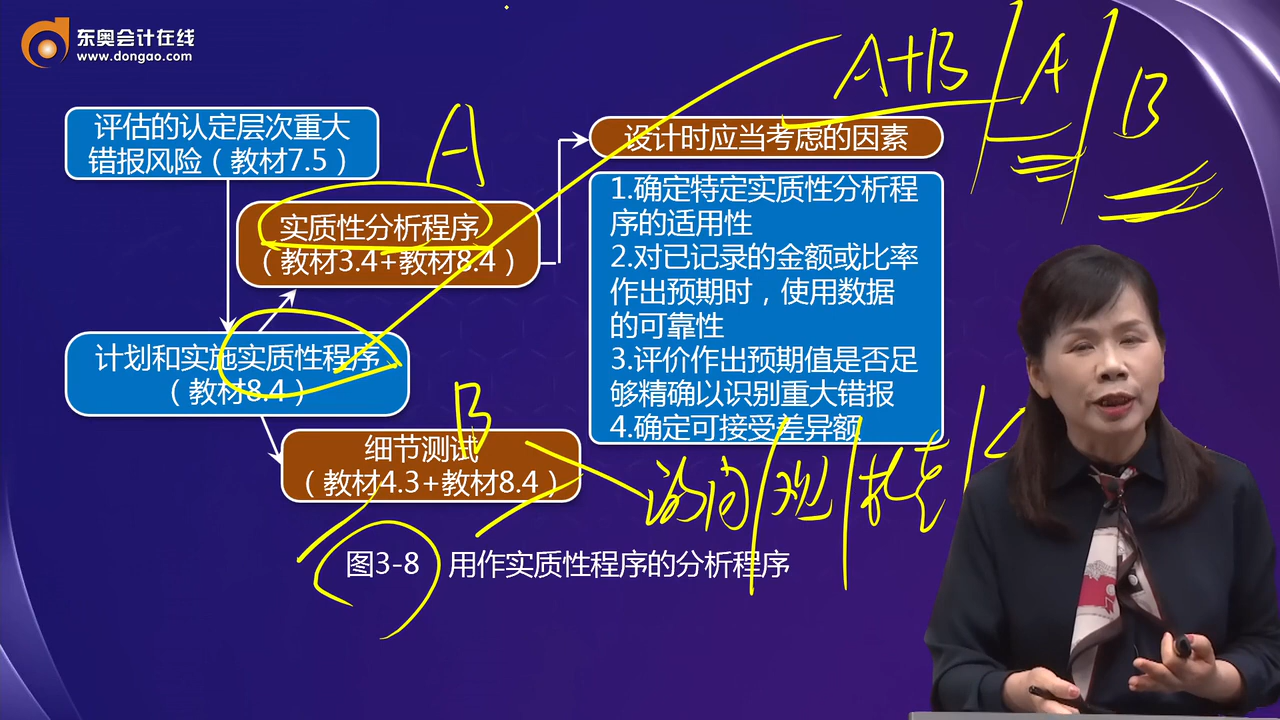 东奥会计在线
www.dongao.com
A+B/A/B
评估的认定层次重大
错报风险（教材7.5）
A
设计时应当考虑的因素
实质性分析程序
（教材3.4+教材8.4）
1.确定特定实质性分析程
序的适用性
2.对已记录的金额或比率
作出预期时，使用数据
的可靠性
3.评价作出预期值是否足
够精确以识别重大错报
4.确定可接受差异额
计划和实施实质性程序
（教材8.4）
B
细节测试
（教材4.3+教材8.4）
询问/观/检查/
图3-8 用作实质性程序的分析程序